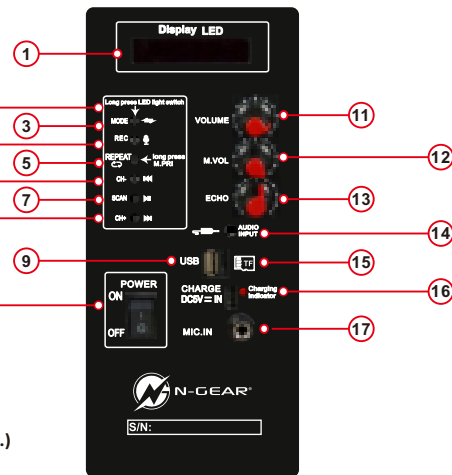 Display LED
1
Long press LED light switch
MODE
3
REC
REPEAT
long press
M.PRI
5
CH-
SCAN
7
CH+
VOLUME
11
M.VOL
12
ECHO
13
AUDIO
INPUT
14
9
USB
TF
15
CHARGE
DC5V = IN
Charging
Indicator
16
POWER
ON
OFF
MIC.IN
17
N-GEAR®
.)
S/N: